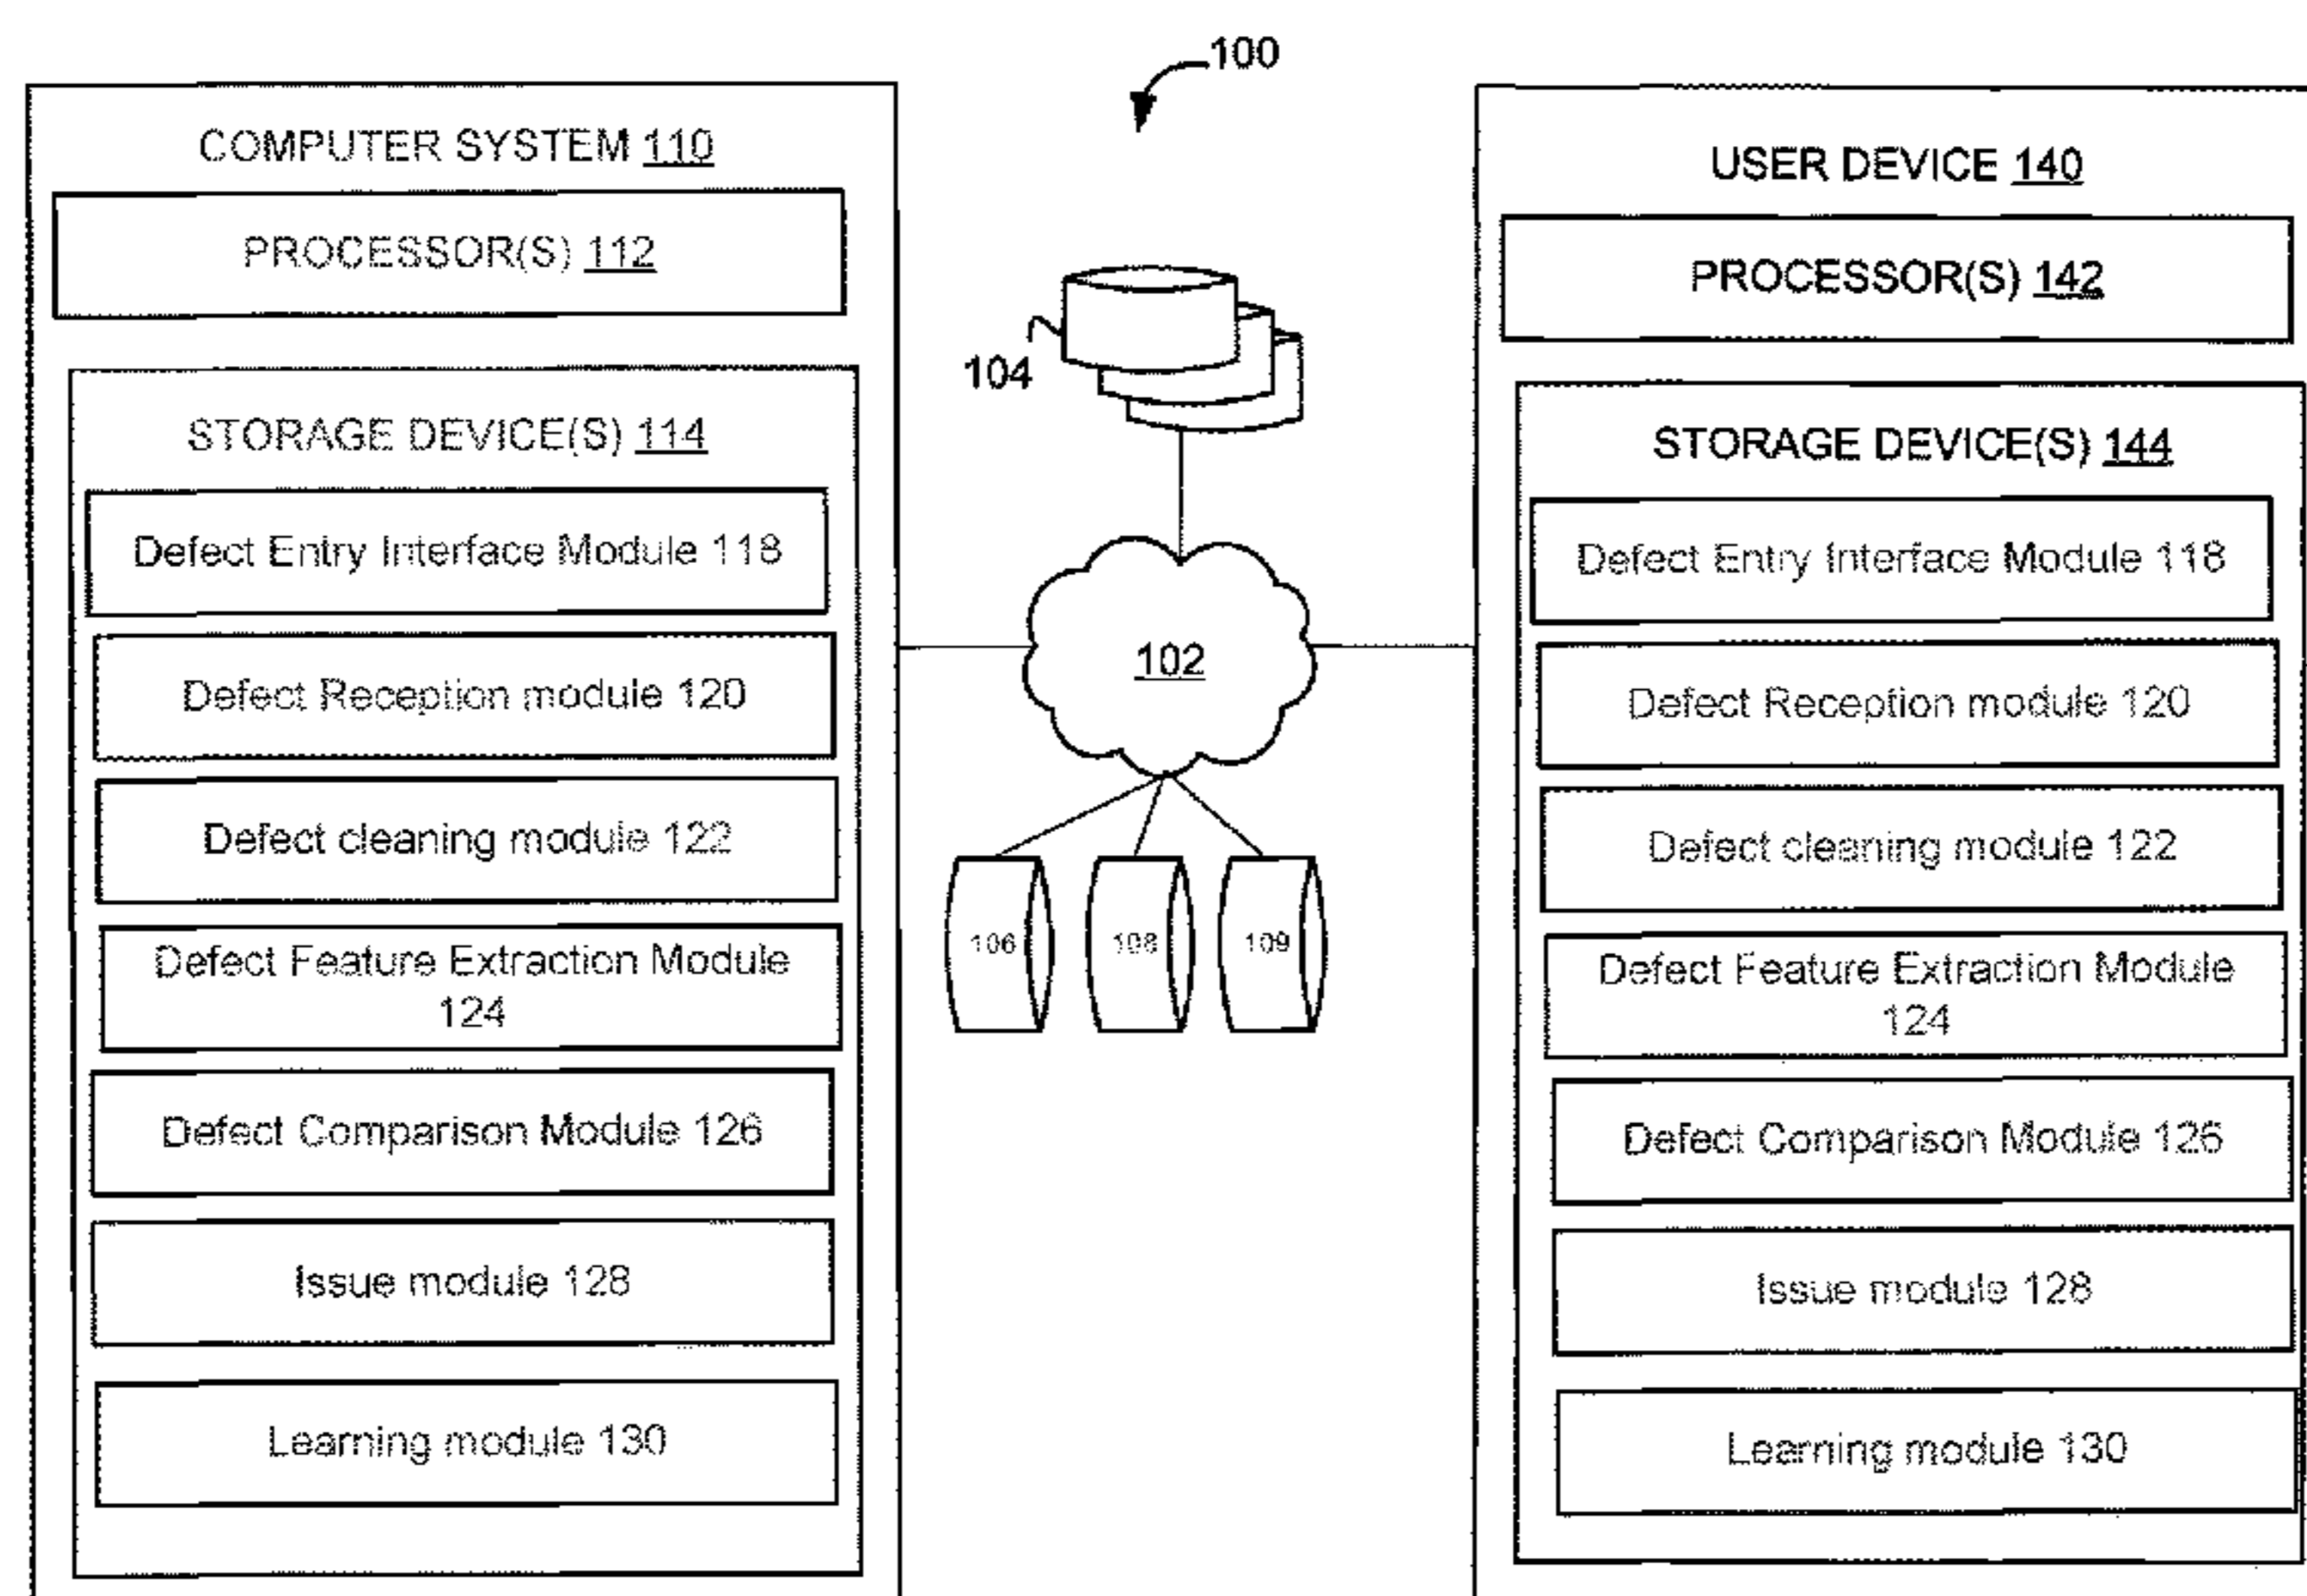 100
COMPUTER SYSTEM 110
PROCESSOR(S) 112
STORAGE DEVICE(S) 114
Defect Entry Interface Module 118
Defect Reception module 120
Defect cleaning module 122
Defect Feature Extraction Module
124
Defect Comparison Module 126
Issue module 128
Learning module 130
104
102
106
108
109
USER DEVICE 140
PROCESSOR(S) 142
STORAGE DEVICE(S) 144
Defect Entry Interface Module 118
Defect Reception module 120
Defect cleaning module 122
Defect Feature Extraction Module
124
Defect Comparison Module 126
Issue module 128
Learning module 130